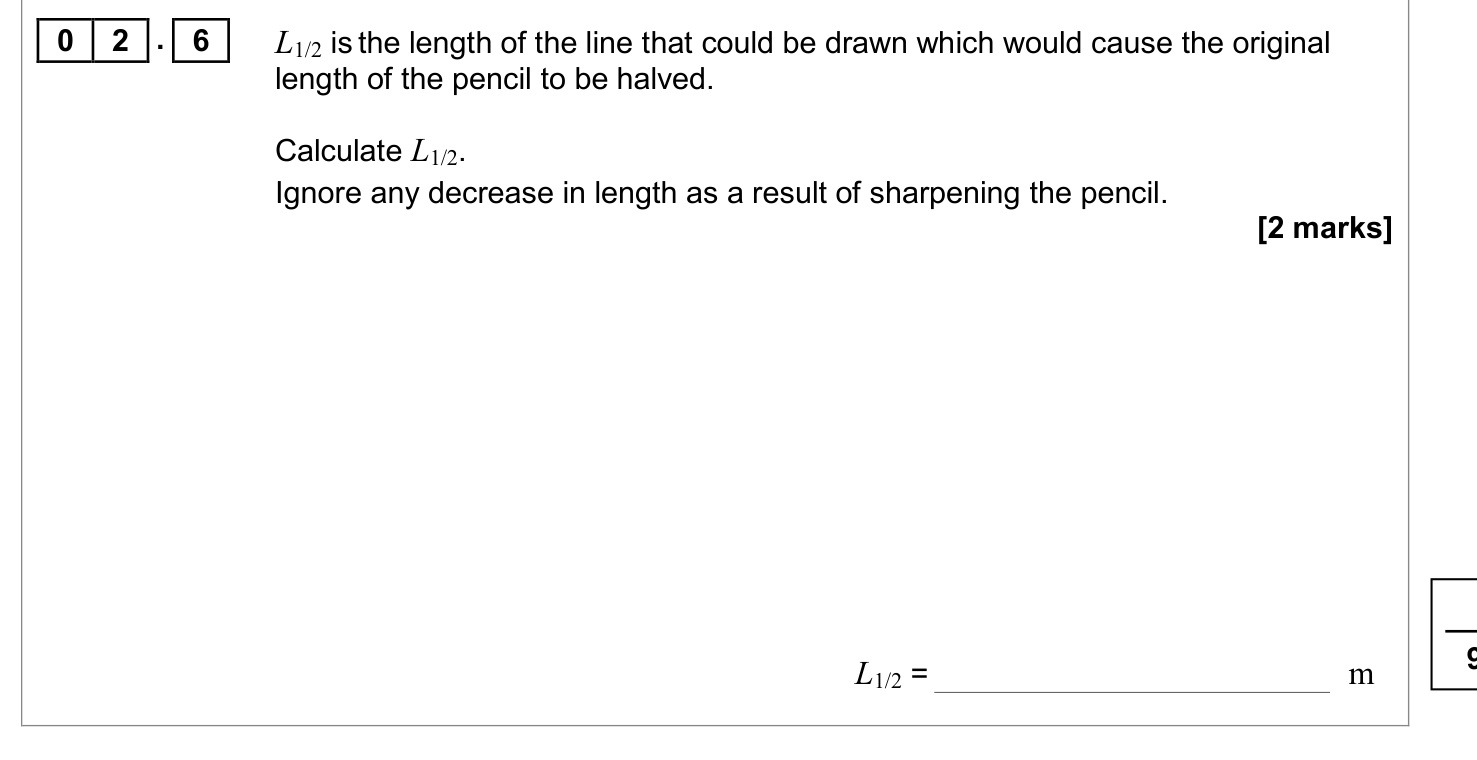 0 2 . 6 L1/2 is the length of the line that could be drawn which would cause the original
length of the pencil to be halved.
Calculate L1/2.
Ignore any decrease in length as a result of sharpening the pencil.
[2 marks]
L1/2 = m
9